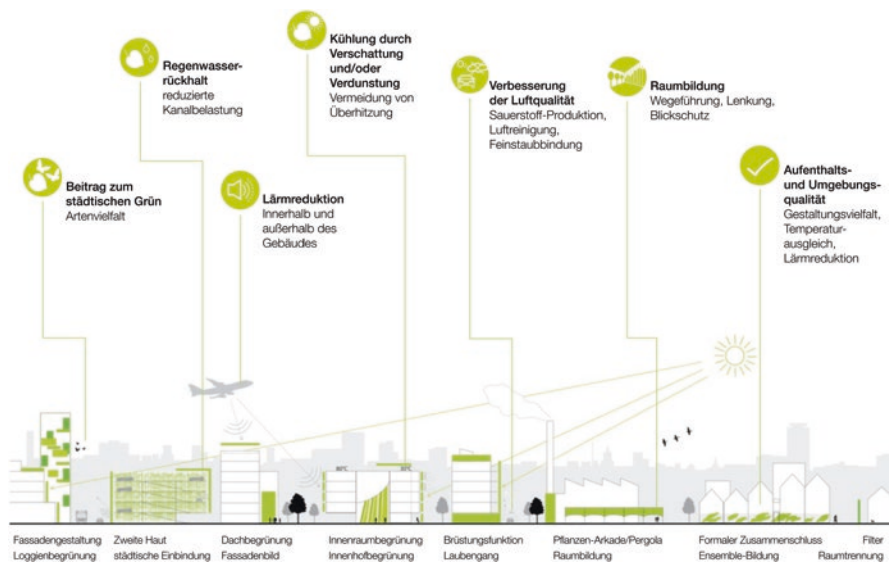 Regenwasser-
rückhalt
reduzierte
Kanalbelastung
Kühlung durch
Verschattung
und/oder
Verdunstung
Vermeidung von
Überhitzung
Verbesserung
der Luftqualität
Sauerstoff-Produktion,
Luftreinigung,
Feinstaubbindung
Raumbildung
Wegeführung, Lenkung,
Blickschutz
Beitrag zum
städtischen Grün
Artenvielfalt
Lärmreduktion
Innerhalb und
außerhalb des
Gebäudes
Aufenthalts-
und Umgebungs-
qualität
Gestaltungsvielfalt,
Temperatur-
ausgleich,
Lärmreduktion
Fassadengestaltung
Loggienbegrünung
Zweite Haut
städtische Einbindung
Dachbegrünung
Fassadenbild
Innenraumbegrünung
Innenhofbegrünung
Brüstungsfunktion
Laubengang
Pflanzen-Arkade/Pergola
Raumbildung
Formaler Zusammenschluss
Ensemble-Bildung
Filter
Raumtrennung